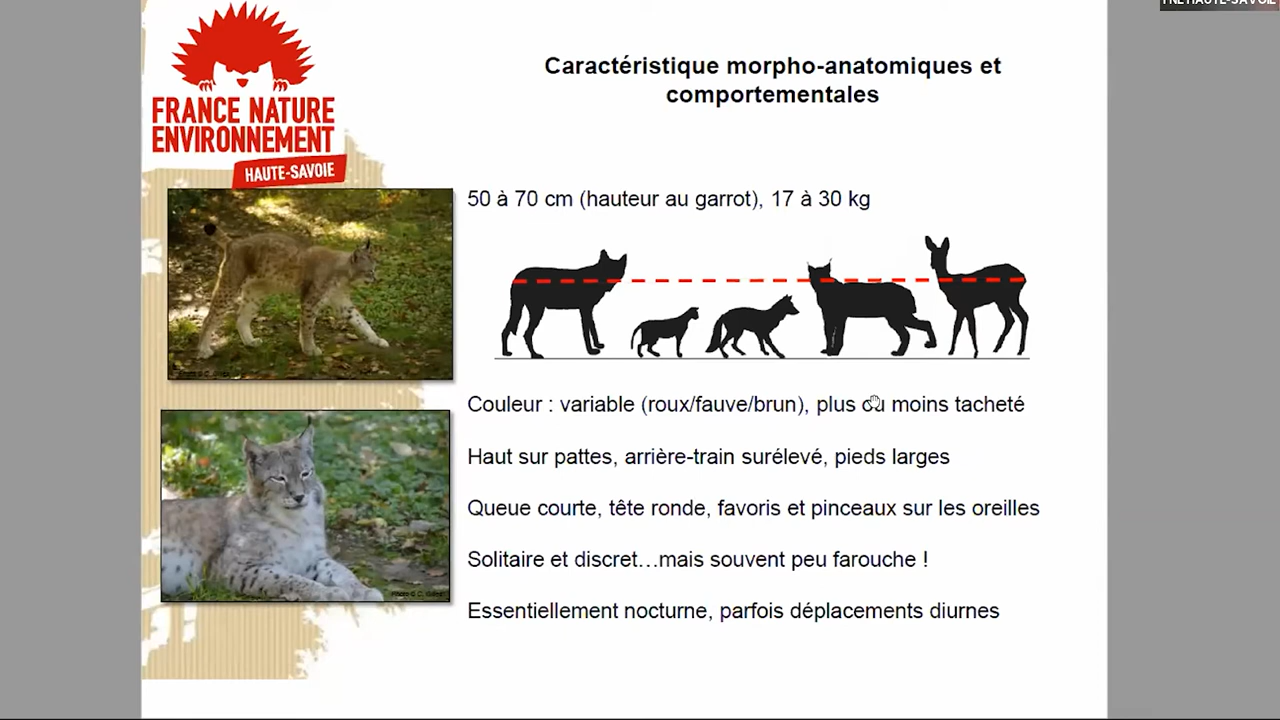 FNE HAUTE-SAVOIE
FRANCE NATURE
ENVIRONNEMENT
HAUTE-SAVOIE
Caractéristique morpho-anatomiques et
comportementales
50 à 70 cm (hauteur au garrot), 17 à 30 kg
Couleur : variable (roux/fauve/brun), plus ou moins tacheté
Haut sur pattes, arrière-train surélevé, pieds larges
Queue courte, tête ronde, favoris et pinceaux sur les oreilles
Solitaire et discret…mais souvent peu farouche !
Essentiellement nocturne, parfois déplacements diurnes